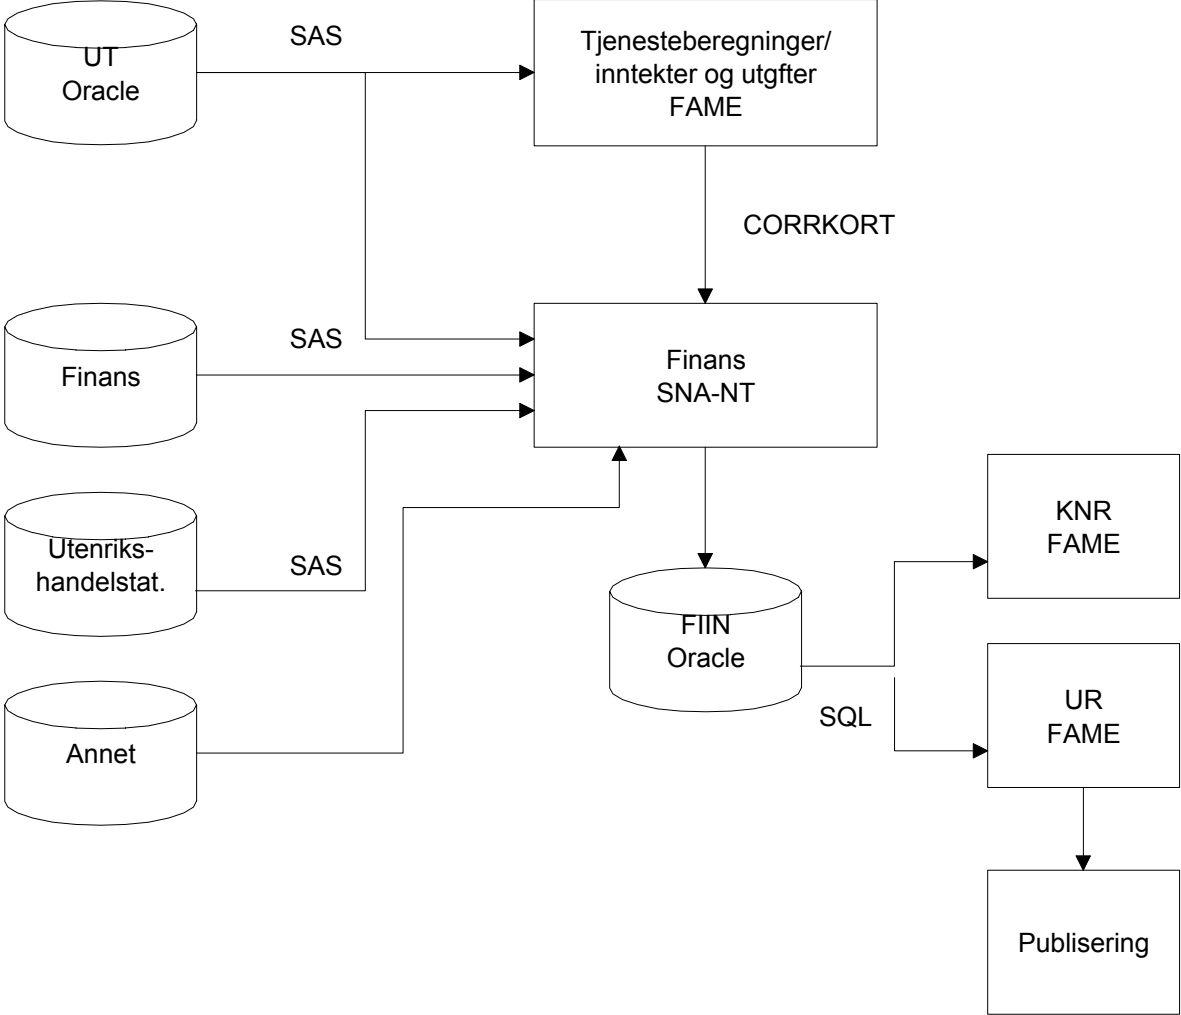 SAS
UT
Oracle
Tjenesteberegninger/
inntekter og utgfter
FAME
CORRKORT
SAS
Finans
Finans
SNA-NT
Utenriks-
handelstat.
SAS
KNR
FAME
FIIN
Oracle
SQL
UR
FAME
Annet
Publisering